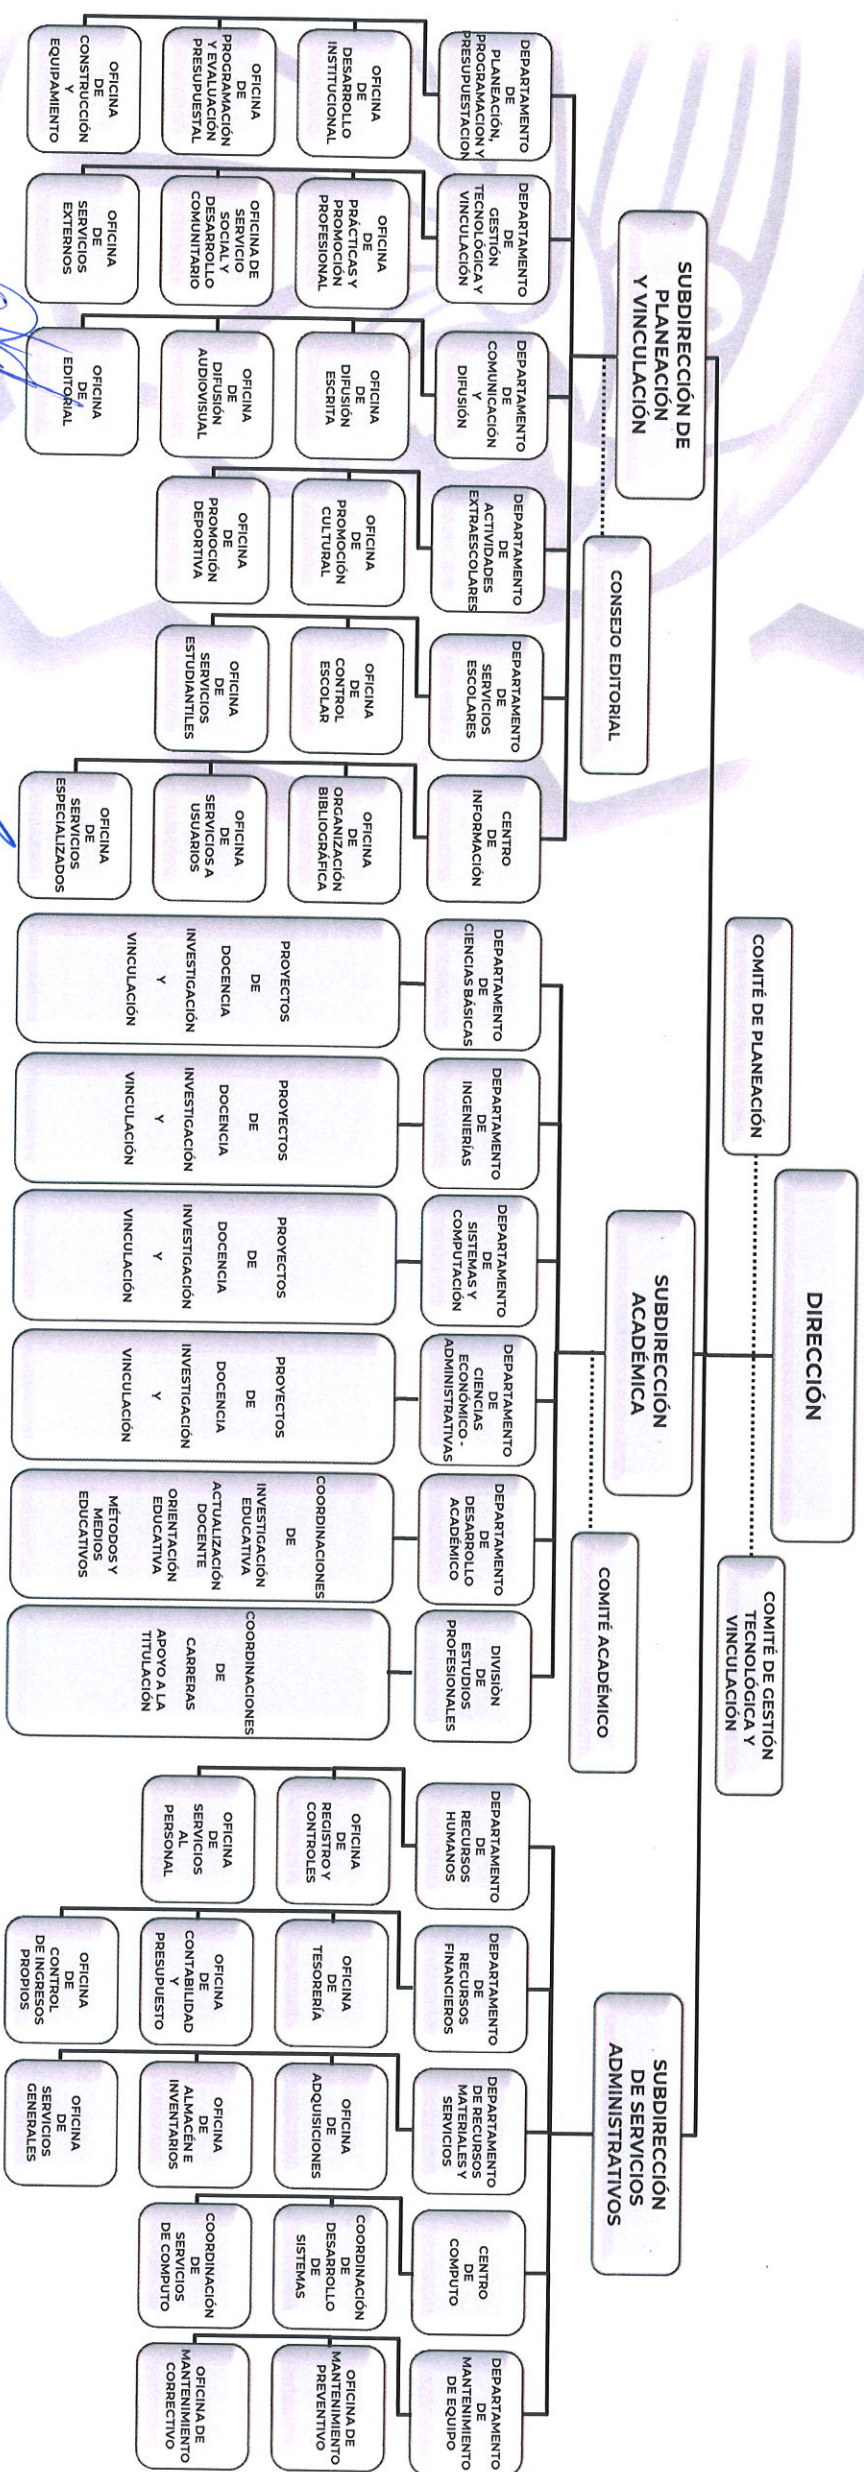 DIRECCIÓN
COMITÉ DE PLANEACIÓN
COMITÉ DE GESTIÓN
TECNOLÓGICA Y
VINCULACIÓN
SUBDIRECCIÓN DE
PLANEACIÓN
Y VINCULACIÓN
CONSEJO EDITORIAL
SUBDIRECCIÓN
ACADÉMICA
COMITÉ ACADÉMICO
SUBDIRECCIÓN
DE SERVICIOS
ADMINISTRATIVOS
DEPARTAMENTO
DE
PLANEACIÓN,
PROGRAMACION Y
PRESUPUESTACION
OFICINA
DE
DESARROLLO
INSTITUCIONAL
OFICINA
DE
PROGRAMACIÓN
Y EVALUACIÓN
PRESUPUESTAL
OFICINA
DE
CONSTRUCCIÓN
Y
EQUIPAMIENTO
DEPARTAMENTO
DE
GESTIÓN
TECNOLÓGICA Y
VINCULACIÓN
OFICINA
DE
PRÁCTICAS Y
PROMOCIÓN
PROFESIONAL
OFICINA DE
SERVICIO
SOCIAL Y
DESARROLLO
COMUNITARIO
OFICINA
DE
SERVICIOS
EXTERNOS
DEPARTAMENTO
DE
COMUNICACIÓN
Y
DIFUSIÓN
OFICINA
DE
DIFUSIÓN
ESCRITA
OFICINA
DE
DIFUSIÓN
AUDIOVISUAL
OFICINA
DE
EDITORIAL
DEPARTAMENTO
DE
ACTIVIDADES
EXTRAESCOLARES
OFICINA
DE
PROMOCIÓN
CULTURAL
OFICINA
DE
PROMOCIÓN
DEPORTIVA
DEPARTAMENTO
DE
SERVICIOS
ESCOLARES
OFICINA
DE
CONTROL
ESCOLAR
OFICINA
DE
SERVICIOS
ESTUDIANTILES
CENTRO
DE
INFORMACIÓN
OFICINA
DE
ORGANIZACIÓN
BIBLIOGRÁFICA
OFICINA
DE
SERVICIOS A
USUARIOS
OFICINA
DE
SERVICIOS
ESPECIALIZADOS
DEPARTAMENTO
DE
CIENCIAS BÁSICAS
PROYECTOS
DE
DOCENCIA
INVESTIGACIÓN
Y
VINCULACIÓN
DEPARTAMENTO
DE
INGENIERÍAS
PROYECTOS
DE
DOCENCIA
INVESTIGACIÓN
Y
VINCULACIÓN
DEPARTAMENTO
DE
SISTEMAS Y
COMPUTACIÓN
PROYECTOS
DE
DOCENCIA
INVESTIGACIÓN
Y
VINCULACIÓN
DEPARTAMENTO
DE
CIENCIAS
ECONÓMICO -
ADMINISTRATIVAS
PROYECTOS
DE
DOCENCIA
INVESTIGACIÓN
Y
VINCULACIÓN
DEPARTAMENTO
DE
DESARROLLO
ACADÉMICO
COORDINACIONES
DE
INVESTIGACIÓN
EDUCATIVA
ACTUALIZACIÓN
DOCENTE
ORIENTACIÓN
EDUCATIVA
MÉTODOS Y
MEDIOS
EDUCATIVOS
DIVISIÓN
DE
ESTUDIOS
PROFESIONALES
COORDINACIONES
DE
CARRERAS
APOYO A LA
TITULACIÓN
DEPARTAMENTO
DE
RECURSOS
HUMANOS
OFICINA
DE
REGISTRO Y
CONTROLES
OFICINA
DE
SERVICIOS
AL
PERSONAL
DEPARTAMENTO
DE
RECURSOS
FINANCIEROS
OFICINA
DE
TESORERÍA
OFICINA
DE
CONTABILIDAD
Y
PRESUPUESTO
OFICINA
DE
CONTROL
DE INGRESOS
PROPIOS
DEPARTAMENTO
DE RECURSOS
MATERIALES Y
SERVICIOS
OFICINA
DE
ADQUISICIONES
OFICINA
DE
ALMACÉN E
INVENTARIOS
OFICINA
DE
SERVICIOS
GENERALES
CENTRO
DE
COMPUTO
COORDINACIÓN
DE
DESARROLLO
DE
SISTEMAS
COORDINACIÓN
DE
SERVICIOS
DE COMPUTO
DEPARTAMENTO
DE
MANTENIMIENTO
DE EQUIPO
OFICINA DE
MANTENIMIENTO
PREVENTIVO
OFICINA DE
MANTENIMIENTO
CORRECTIVO